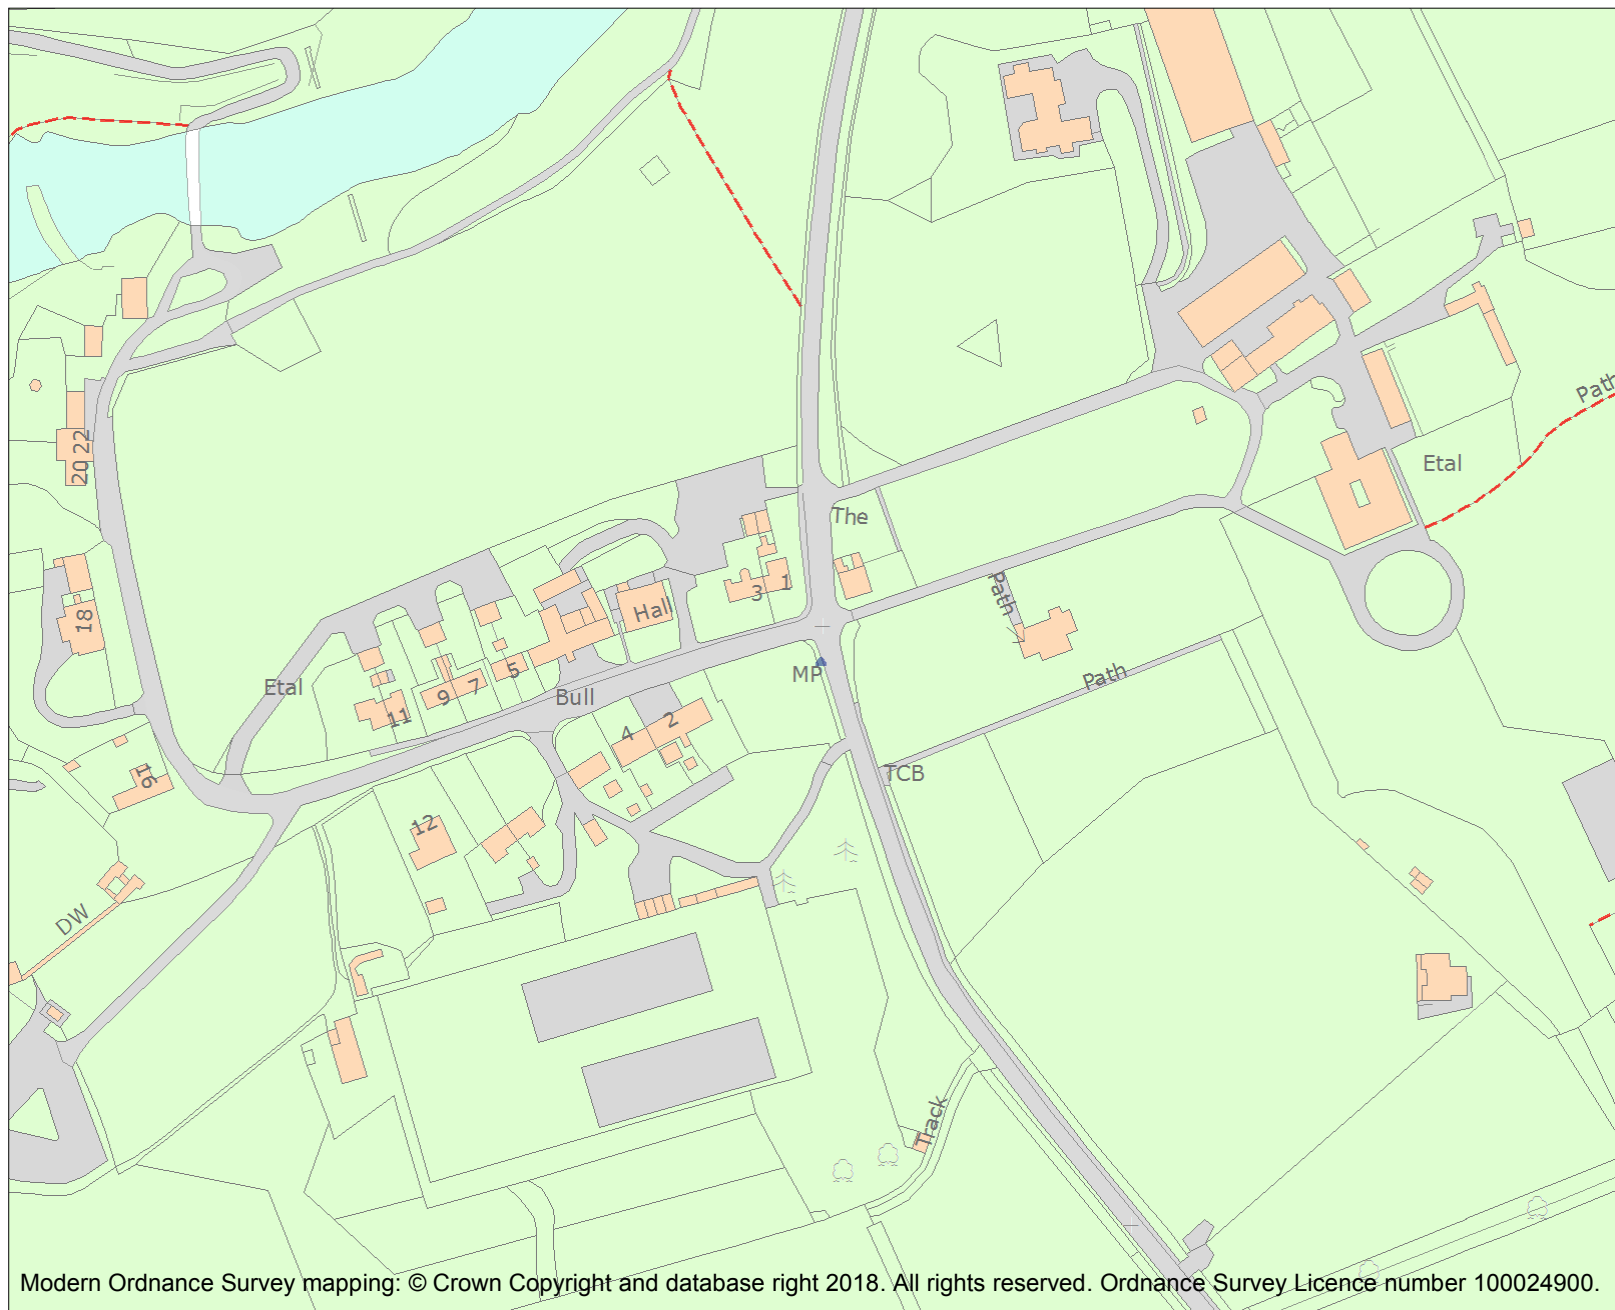 Path
22
20
Etal
The
1
3
Hall
Path
18
5
Path
MP
7
Etal
9
Bull
11
2
4
16
TCB
12
DW
Track
Modern Ordnance Survey mapping: © Crown Copyright and database right 2018. All rights reserved. Ordnance Survey Licence number 100024900.